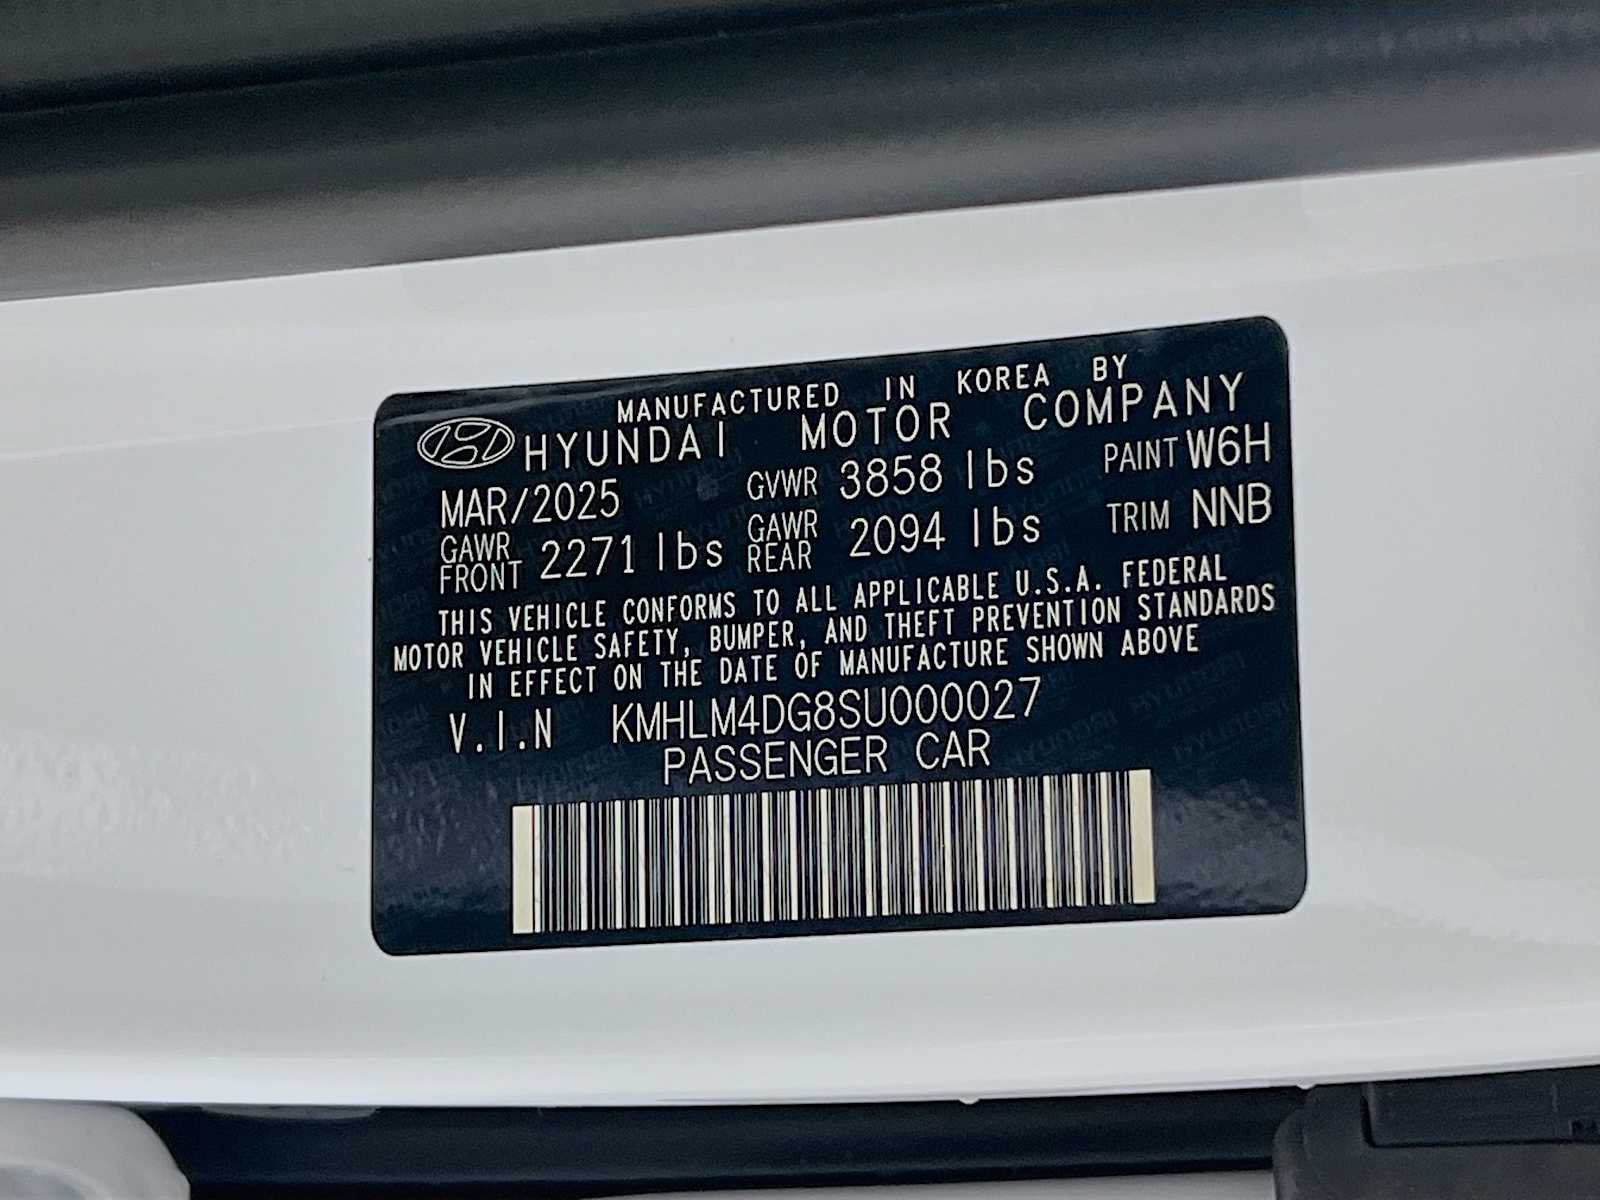 MANUFACTURED IN KOREA BY
HYUNDAI MOTOR COMPANY
MAR/2025 GVWR 3858 lbs PAINT W6H
GAWR FRONT 2271 lbs GAWR REAR 2094 lbs TRIM NNB
THIS VEHICLE CONFORMS TO ALL APPLICABLE U.S.A. FEDERAL
MOTOR VEHICLE SAFETY, BUMPER, AND THEFT PREVENTION STANDARDS
IN EFFECT ON THE DATE OF MANUFACTURE SHOWN ABOVE
V.I.N KMHLM4DG8SU000027
PASSENGER CAR